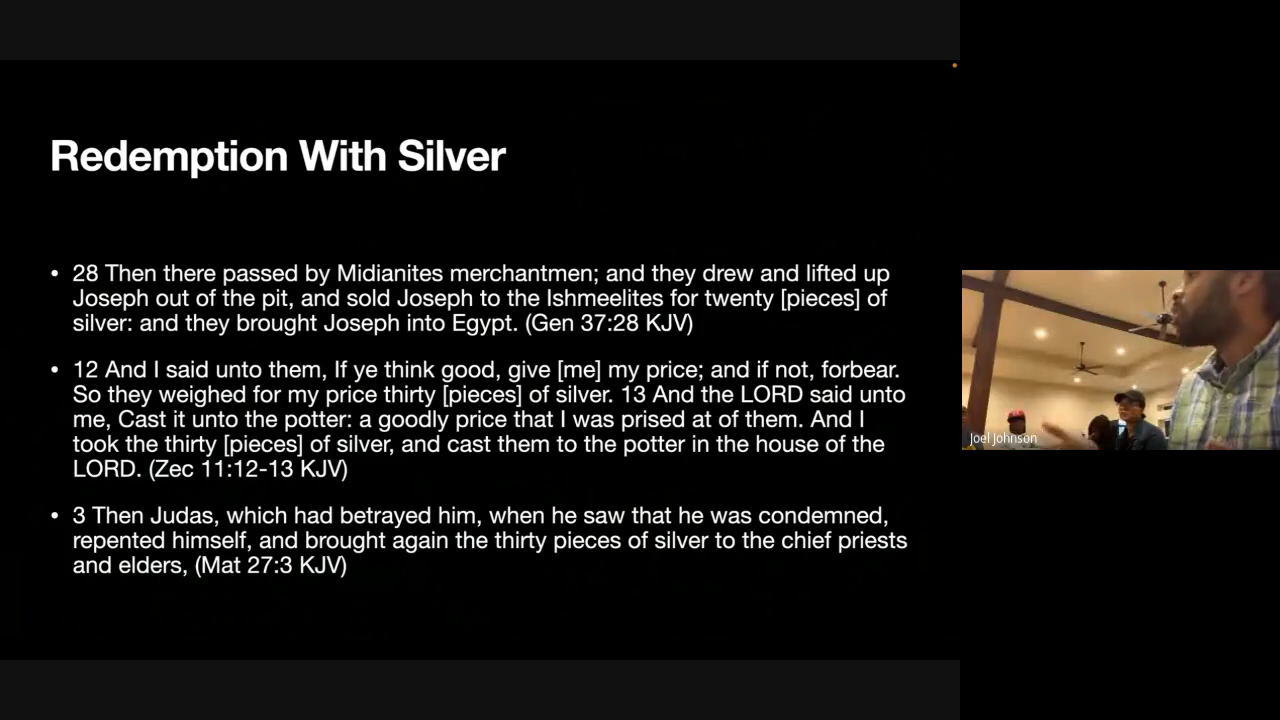 Redemption With Silver
• 28 Then there passed by Midianites merchantmen; and they drew and lifted up
Joseph out of the pit, and sold Joseph to the Ishmeelites for twenty [pieces] of
silver: and they brought Joseph into Egypt. (Gen 37:28 KJV)
• 12 And I said unto them, If ye think good, give [me] my price; and if not, forbear.
So they weighed for my price thirty [pieces] of silver. 13 And the LORD said unto
me, Cast it unto the potter: a goodly price that I was prised at of them. And I
took the thirty [pieces] of silver, and cast them to the potter in the house of the
LORD. (Zec 11:12-13 KJV)
• 3 Then Judas, which had betrayed him, when he saw that he was condemned,
repented himself, and brought again the thirty pieces of silver to the chief priests
and elders, (Mat 27:3 KJV)
Joel Johnson